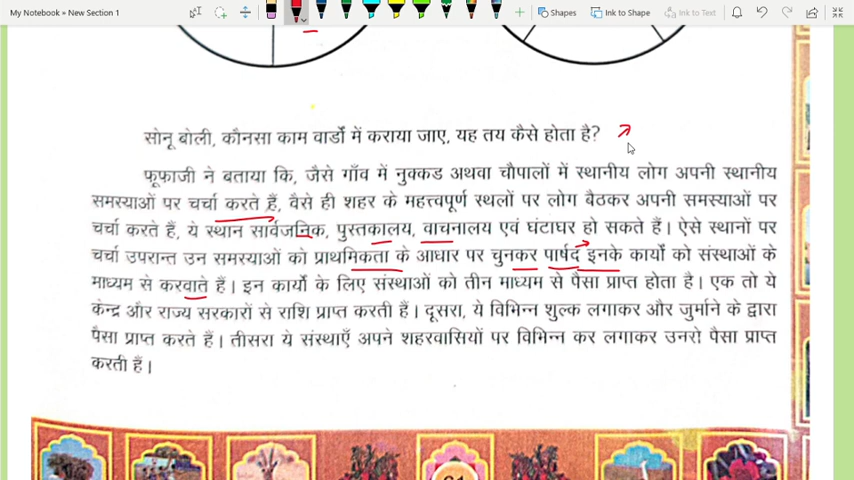 My Notebook » New Section 1
Shapes
Ink to Shape
Ink to Text
सोनू बोली, कौनसा काम वार्डों में कराया जाए, यह तय कैसे होता है?
फूफाजी ने बताया कि, जैसे गाँव में नुक्कड अथवा चौपालों में स्थानीय लोग अपनी स्थानीय
समस्याओं पर चर्चा करते हैं, वैसे ही शहर के महत्त्वपूर्ण स्थलों पर लोग बैठकर अपनी समस्याओं पर
चर्चा करते हैं, ये स्थान सार्वजनिक, पुस्तकालय, वाचनालय एवं घंटाघर हो सकते हैं। ऐसे स्थानों पर
चर्चा उपरान्त उन समस्याओं को प्राथमिकता के आधार पर चुनकर पार्षद इनके कार्यों को संस्थाओं के
माध्यम से करवाते हैं। इन कार्यो के लिए संस्थाओं को तीन माध्यम से पैसा प्राप्त होता है। एक तो ये
केन्द्र और राज्य सरकारों से राशि प्राप्त करती हैं। दूसरा, ये विभिन्न शुल्क लगाकर और जुर्माने के द्वारा
पैसा प्राप्त करते हैं। तीसरा ये संस्थाएँ अपने शहरवासियों पर विभिन्न कर लगाकर उनसे पैसा प्राप्त
करती हैं।